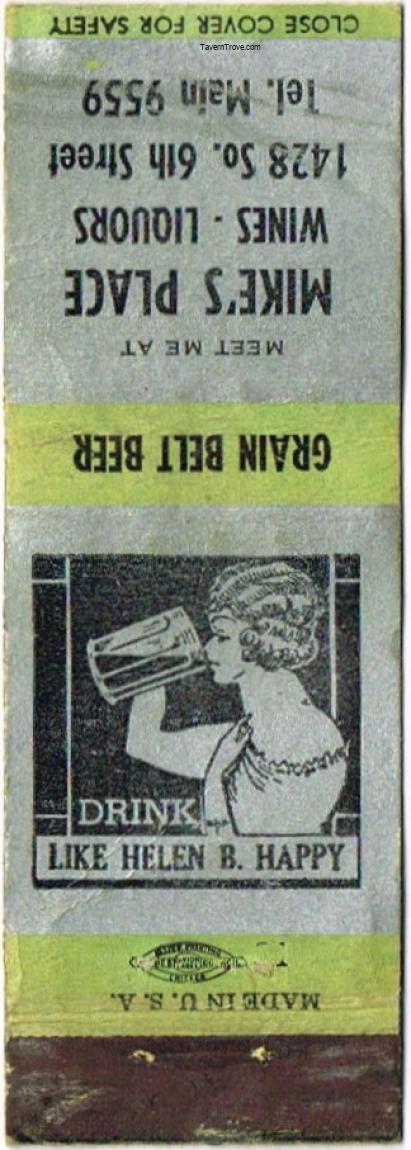 CLOSE COVER FOR SAFETY
TavernTrove.com
Tel. Main 9559
1428 So. 6th Street
WINES - LIQUORS
MIKE'S PLACE
MEET ME AT
GRAIN BELT BEER
DRINK
LIKE HELEN B. HAPPY
MADE IN U. S. A.